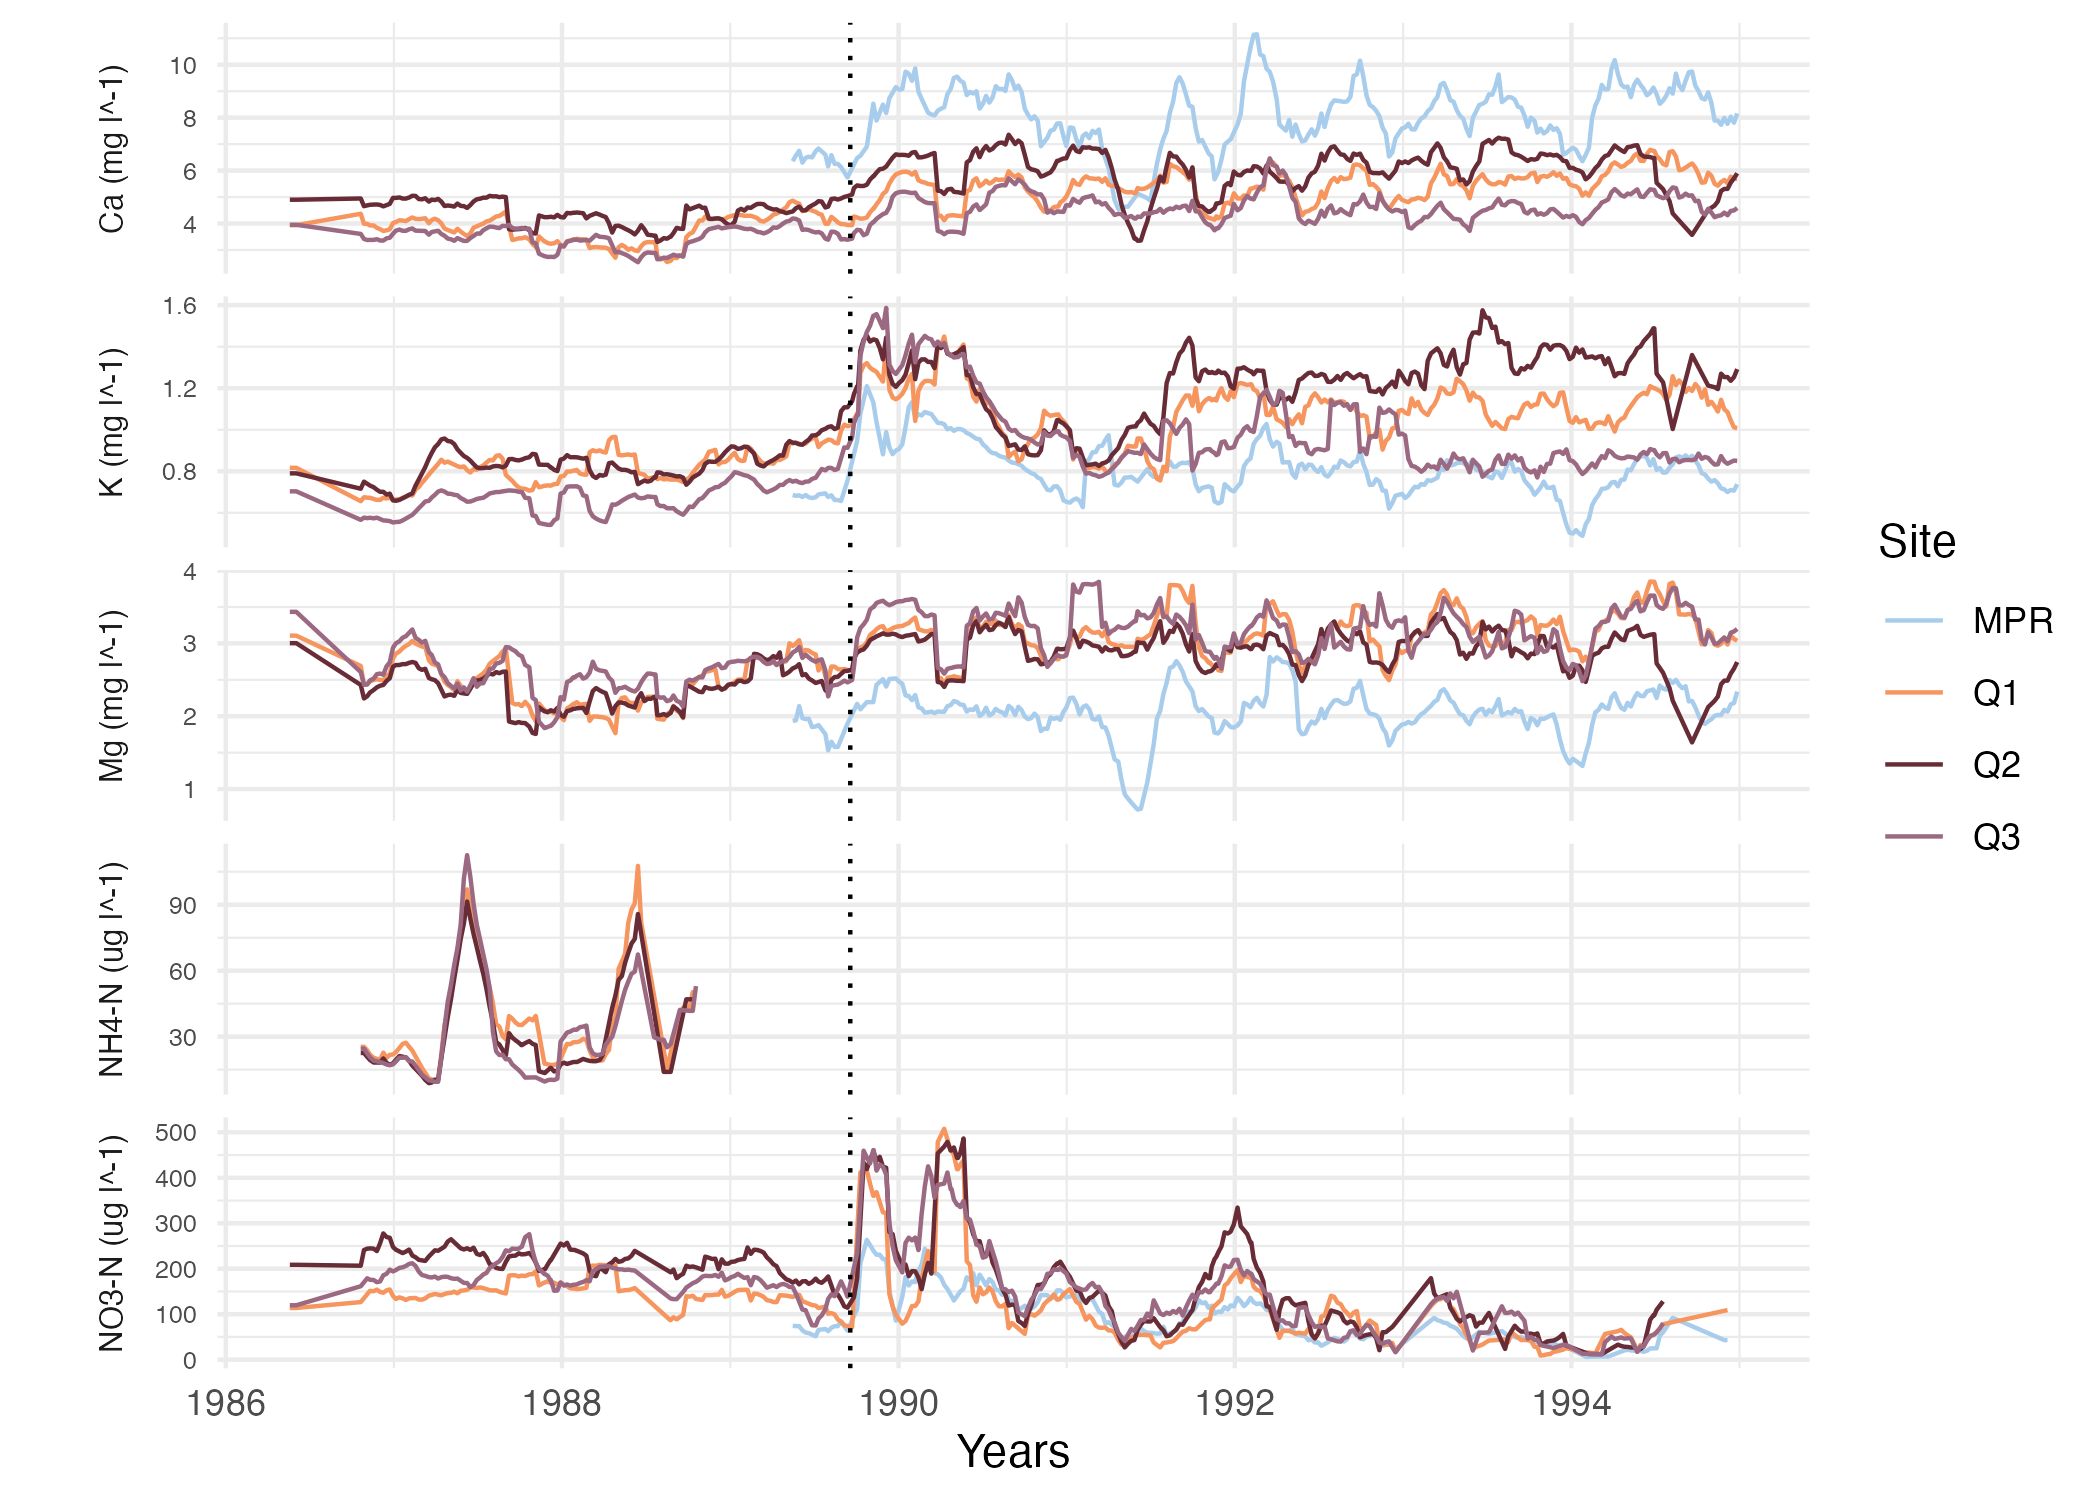 Ca (mg l^-1)
10
8
6
4
K (mg l^-1)
1.6
1.2
0.8
Mg (mg l^-1)
4
3
2
1
NH4-N (ug l^-1)
90
60
30
NO3-N (ug l^-1)
500
400
300
200
100
0
1986
1988
1990
1992
1994
Years
Site
MPR
Q1
Q2
Q3